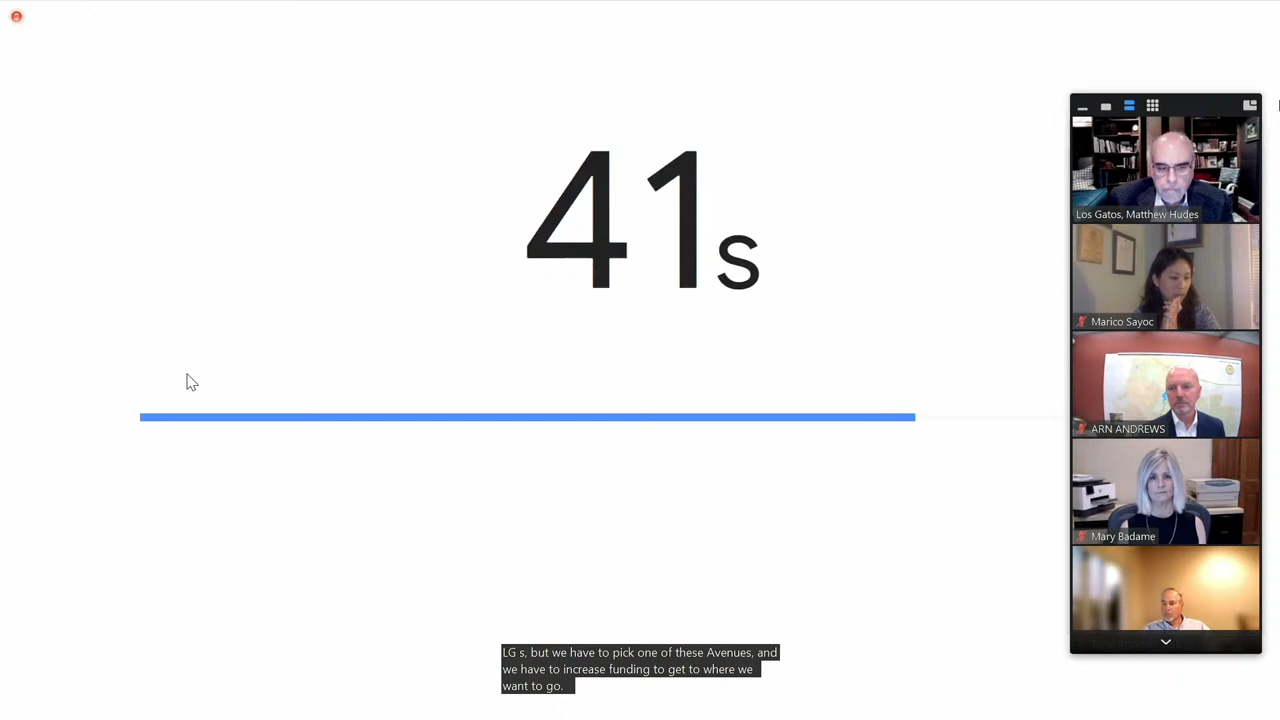 41s
Los Gatos, Matthew Hudes
Marico Sayoc
ARN ANDREWS
Mary Badame
LG s, but we have to pick one of these Avenues, and
we have to increase funding to get to where we
want to go.